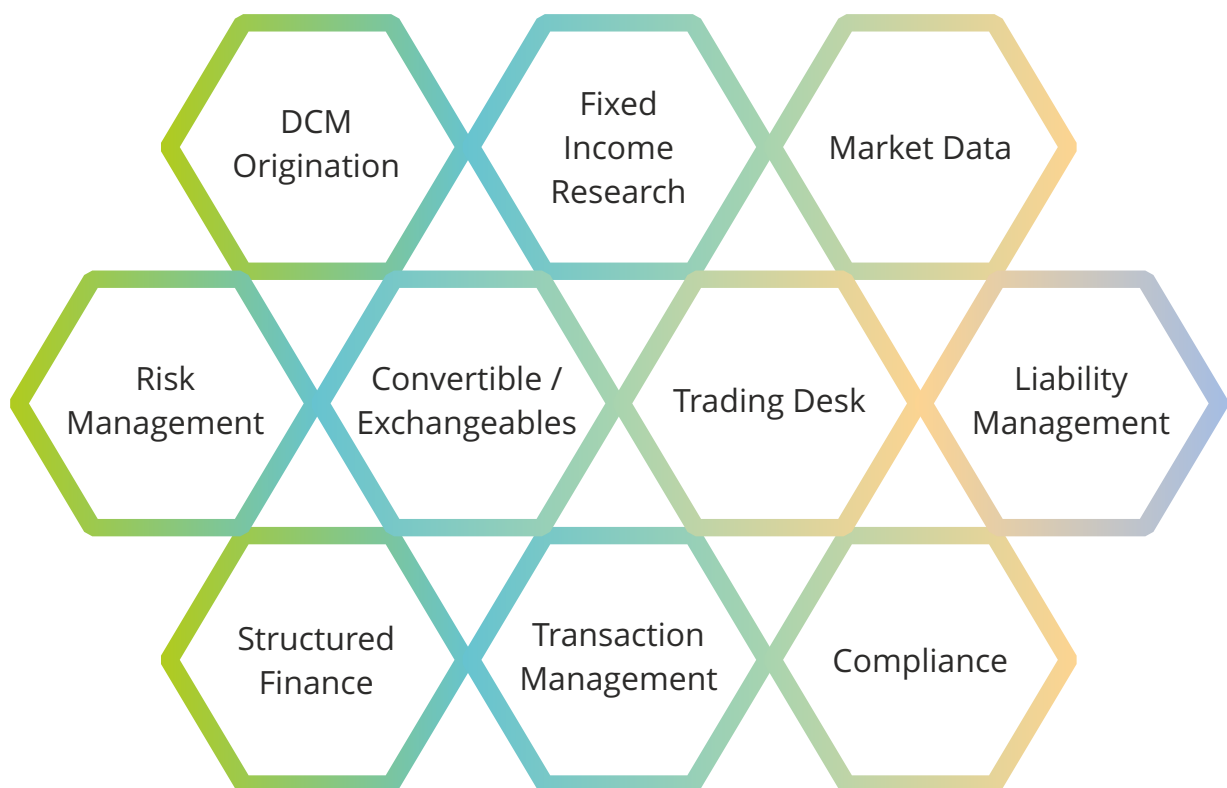 DCM
Origination
Fixed
Income
Research
Market Data
Risk
Management
Convertible /
Exchangeables
Trading Desk
Liability
Management
Structured
Finance
Transaction
Management
Compliance